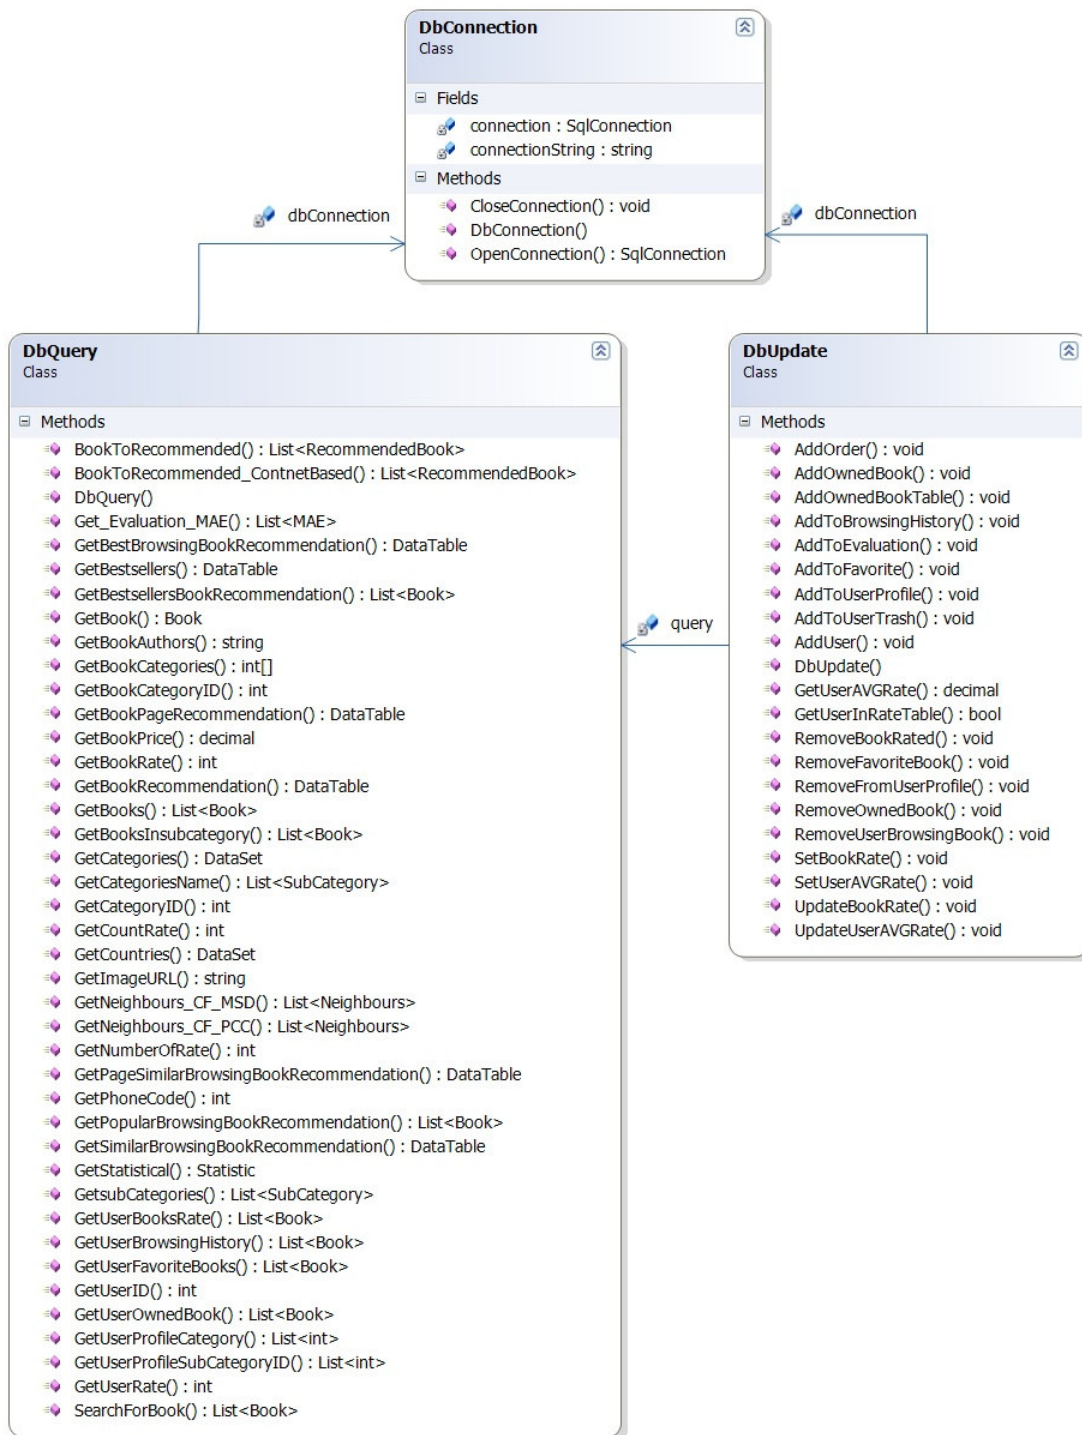 DbConnection
Class
Fields
connection : SqlConnection
connectionString : string
Methods
CloseConnection() : void
DbConnection()
OpenConnection() : SqlConnection
dbConnection
dbConnection
DbQuery
Class
Methods
BookToRecommended() : List<RecommendedBook>
BookToRecommended_ContnetBased() : List<RecommendedBook>
DbQuery()
Get_Evaluation_MAE() : List<MAE>
GetBestBrowsingBookRecommendation() : DataTable
GetBestsellers() : DataTable
GetBestsellersBookRecommendation() : List<Book>
GetBook() : Book
GetBookAuthors() : string
GetBookCategories() : int[]
GetBookCategoryID() : int
GetBookPageRecommendation() : DataTable
GetBookPrice() : decimal
GetBookRate() : int
GetBookRecommendation() : DataTable
GetBooks() : List<Book>
GetBooksInsubcategory() : List<Book>
GetCategories() : DataSet
GetCategoriesName() : List<SubCategory>
GetCategoryID() : int
GetCountRate() : int
GetCountries() : DataSet
GetImageURL() : string
GetNeighbours_CF_MSD() : List<Neighbours>
GetNeighbours_CF_PCC() : List<Neighbours>
GetNumberOfRate() : int
GetPageSimilarBrowsingBookRecommendation() : DataTable
GetPhoneCode() : int
GetPopularBrowsingBookRecommendation() : List<Book>
GetSimilarBrowsingBookRecommendation() : DataTable
GetStatistical() : Statistic
GetsubCategories() : List<SubCategory>
GetUserBooksRate() : List<Book>
GetUserBrowsingHistory() : List<Book>
GetUserFavoriteBooks() : List<Book>
GetUserID() : int
GetUserOwnedBook() : List<Book>
GetUserProfileCategory() : List<int>
GetUserProfileSubCategoryID() : List<int>
GetUserRate() : int
SearchForBook() : List<Book>
query
DbUpdate
Class
Methods
AddOrder() : void
AddOwnedBook() : void
AddOwnedBookTable() : void
AddToBrowsingHistory() : void
AddToEvaluation() : void
AddToFavorite() : void
AddToUserProfile() : void
AddToUserTrash() : void
AddUser() : void
DbUpdate()
GetUserAVGRate() : decimal
GetUserInRateTable() : bool
RemoveBookRated() : void
RemoveFavoriteBook() : void
RemoveFromUserProfile() : void
RemoveOwnedBook() : void
RemoveUserBrowsingBook() : void
SetBookRate() : void
SetUserAVGRate() : void
UpdateBookRate() : void
UpdateUserAVGRate() : void